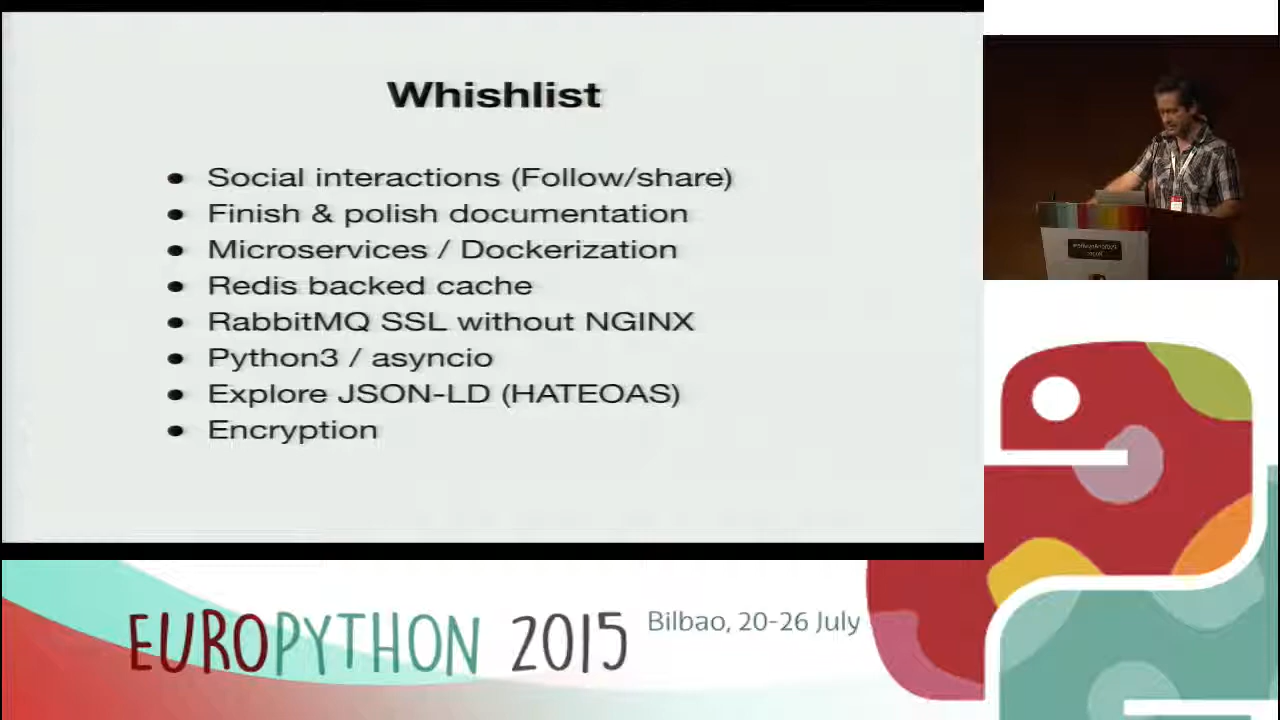 Whishlist
● Social interactions (Follow/share)
● Finish & polish documentation
● Microservices / Dockerization
● Redis backed cache
● RabbitMQ SSL without NGINX
● Python3 / asyncio
● Explore JSON-LD (HATEOAS)
● Encryption
EUROPYTHON 2015
Bilbao, 20-26 July